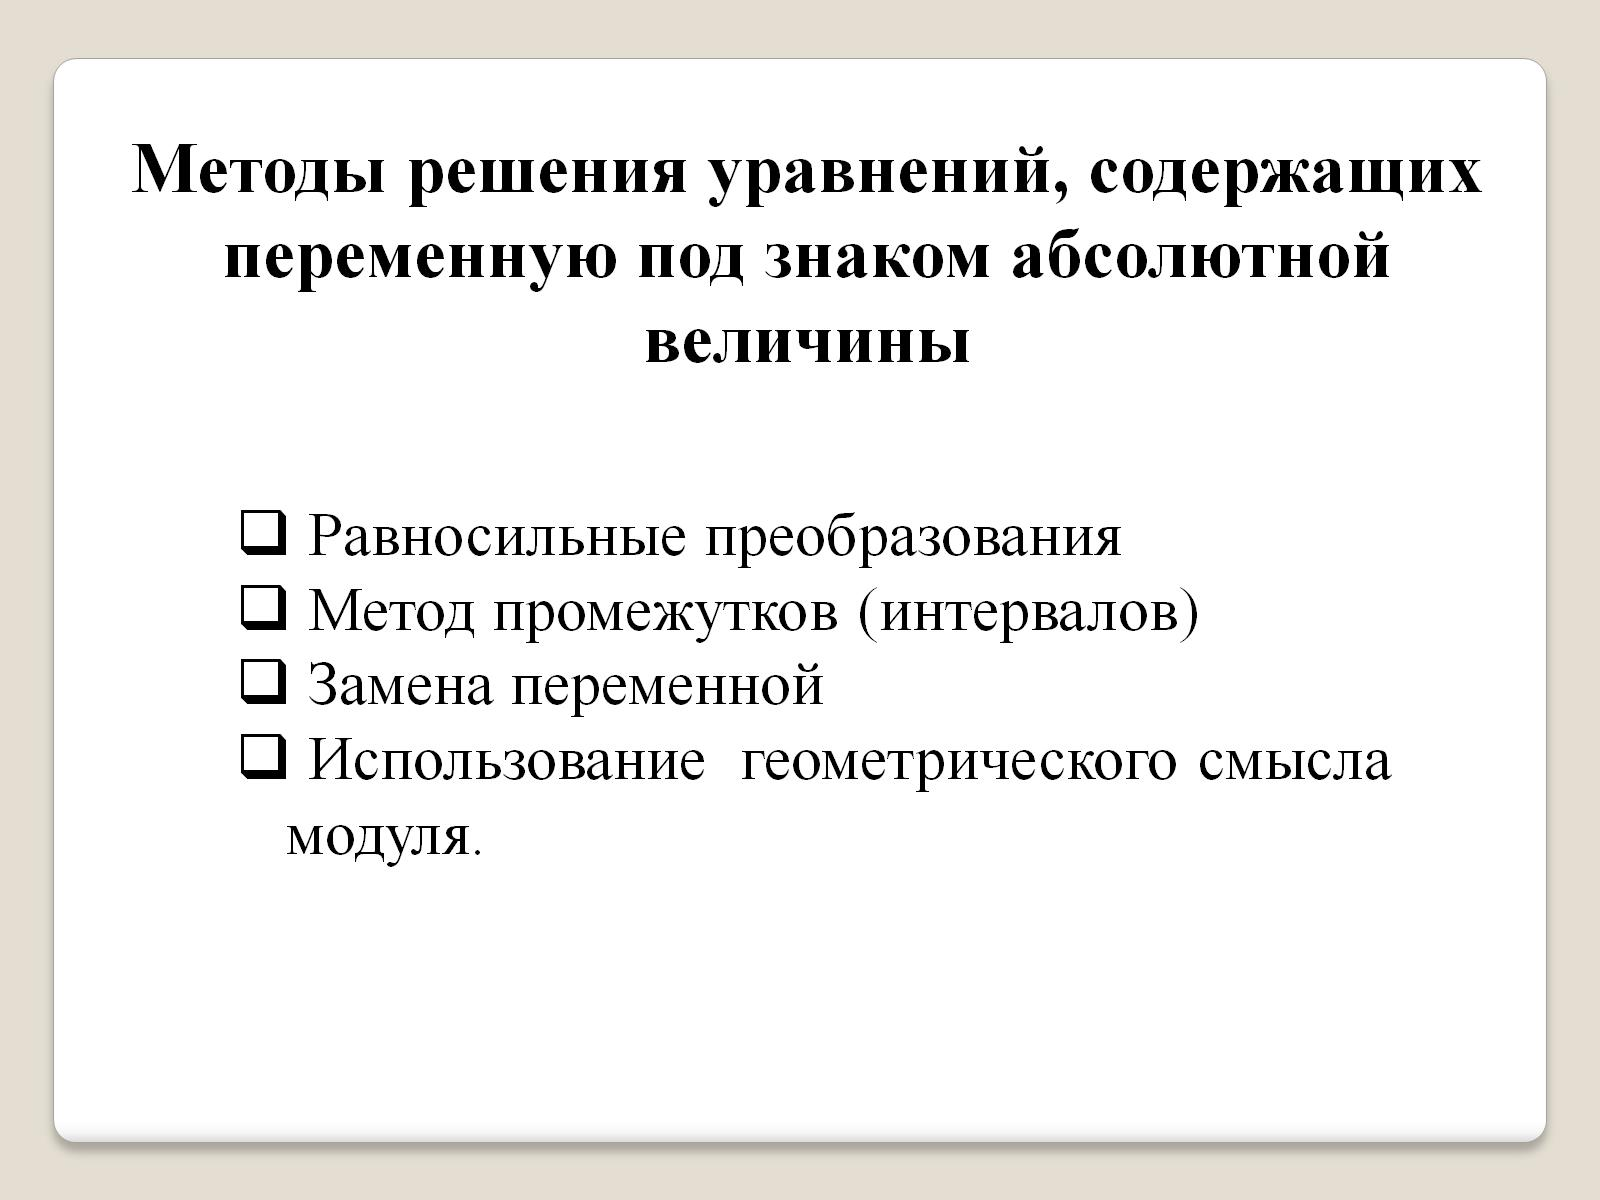 Методы решения уравнений, содержащих
переменную под знаком абсолютной
величины
❑ Равносильные преобразования
❑ Метод промежутков (интервалов)
❑ Замена переменной
❑ Использование  геометрического смысла
модуля.